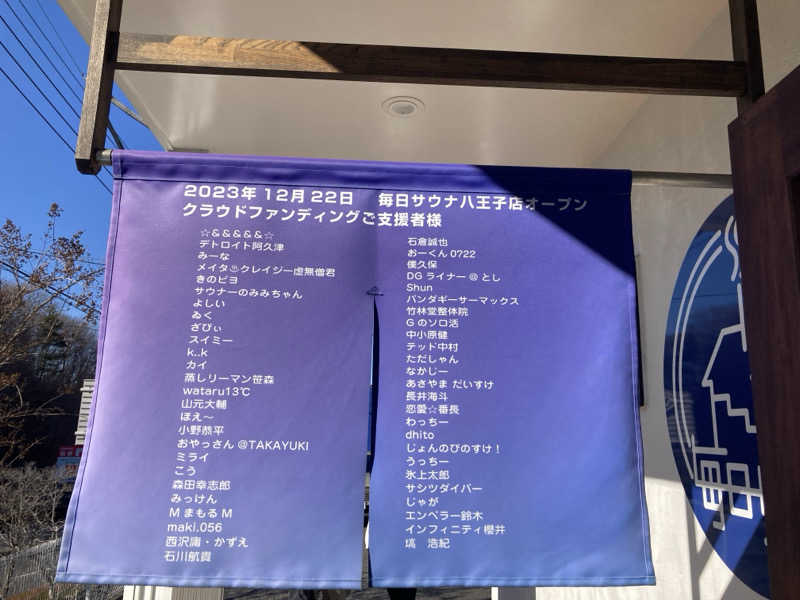 2023年 12月 22日　毎日サウナ八王子店オープン
クラウドファンディングご支援者様
☆&&&&&☆
デトロイト阿久津
みーな
メイタ♨クレイジー虚無僧君
きのピヨ
サウナーのみみちゃん
よしい
ゐく
ざびぃ
スイミー
k..k
カイ
蒸しリーマン笹森
wataru13℃
山元大輔
ほえ〜
小野恭平
おやっさん @TAKAYUKI
ミライ
こう
森田幸志郎
みっけん
M まもる M
maki.056
西沢庸・かずえ
石川航貴
石倉誠也
おーくん 0722
僕久保
DG ライナー @ とし
Shun
パンダギーサーマックス
竹林堂整体院
G のソロ活
中小原健
テッド中村
ただしゃん
なかじー
あさやま だいすけ
長井海斗
恋愛☆番長
わっちー
dhito
じょんのびのすけ！
うっちー
氷上太郎
サシツダイバー
じゃが
エンペラー鈴木
インフィニティ櫻井
塙　浩紀